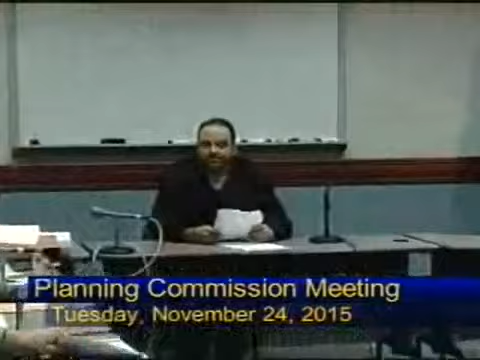 Planning Commission Meeting
Tuesday, November 24, 2015